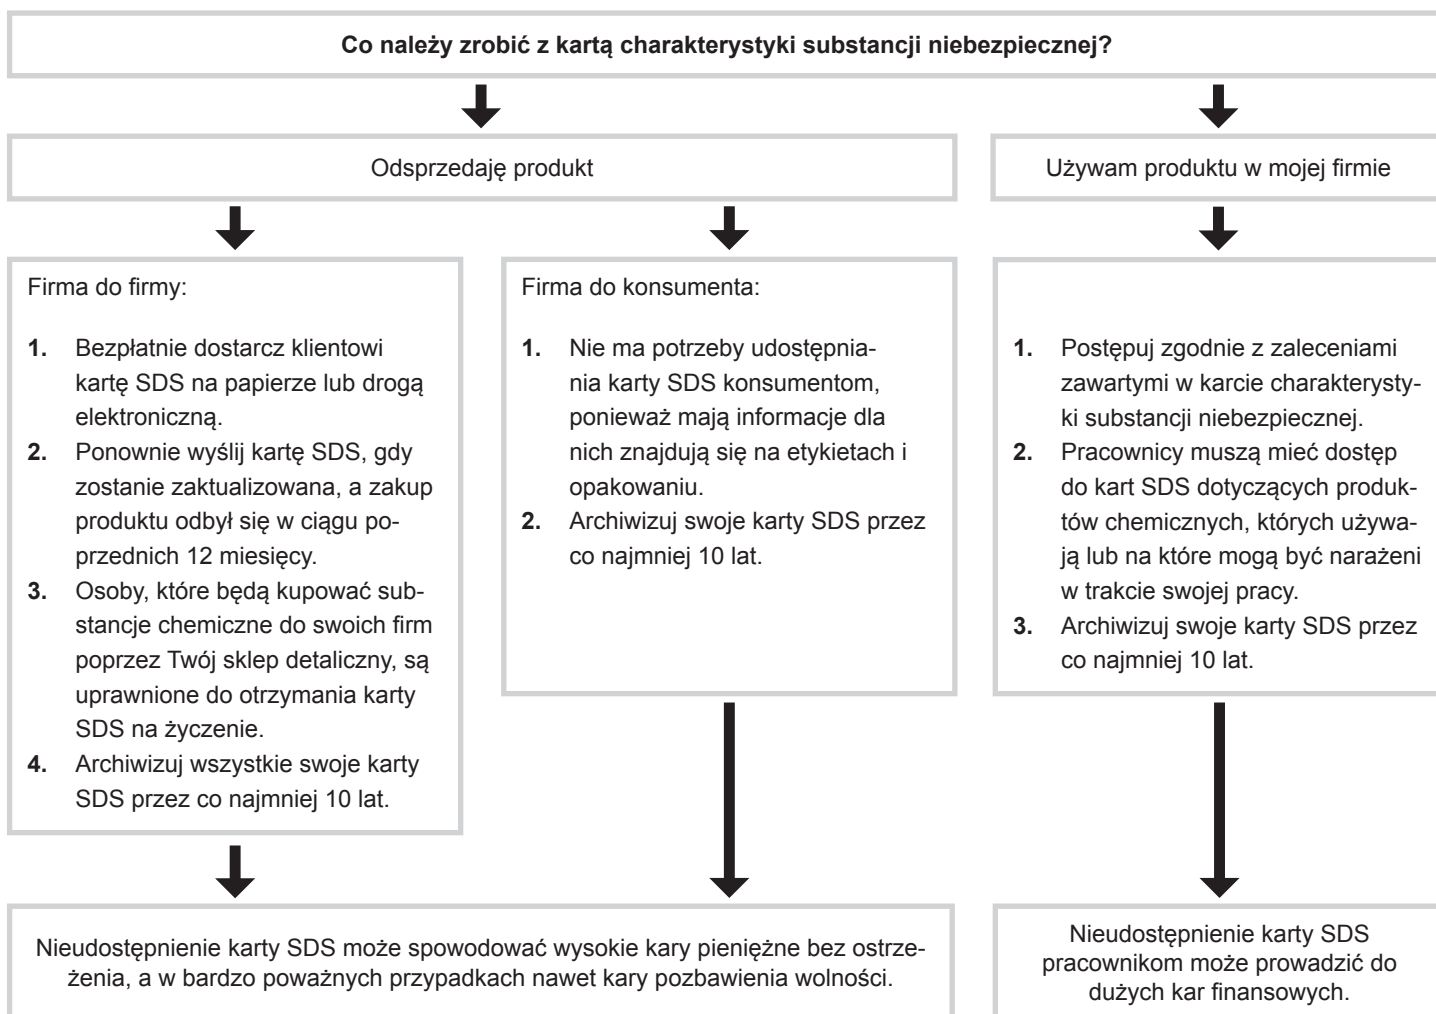 Co należy zrobić z kartą charakterystyki substancji niebezpiecznej?
Odsprzedaję produkt
Używam produktu w mojej firmie
Firma do firmy:
1. Bezpłatnie dostarcz klientowi
kartę SDS na papierze lub drogą
elektroniczną.
2. Ponownie wyślij kartę SDS, gdy
zostanie zaktualizowana, a zakup
produktu odbył się w ciągu po-
przednich 12 miesięcy.
3. Osoby, które będą kupować sub-
stancje chemiczne do swoich firm
poprzez Twój sklep detaliczny, są
uprawnione do otrzymania karty
SDS na życzenie.
4. Archiwizuj wszystkie swoje karty
SDS przez co najmniej 10 lat.
Firma do konsumenta:
1. Nie ma potrzeby udostępnia-
nia karty SDS konsumentom,
ponieważ mają informacje dla
nich znajdują się na etykietach i
opakowaniu.
2. Archiwizuj swoje karty SDS przez
co najmniej 10 lat.
1. Postępuj zgodnie z zaleceniami
zawartymi w karcie charakterysty-
ki substancji niebezpiecznej.
2. Pracownicy muszą mieć dostęp
do kart SDS dotyczących produk-
tów chemicznych, których używa-
ją lub na które mogą być narażeni
w trakcie swojej pracy.
3. Archiwizuj swoje karty SDS przez
co najmniej 10 lat.
Nieudostępnienie karty SDS może spowodować wysokie kary pieniężne bez ostrze-
żenia, a w bardzo poważnych przypadkach nawet kary pozbawienia wolności.
Nieudostępnienie karty SDS
pracownikom może prowadzić do
dużych kar finansowych.